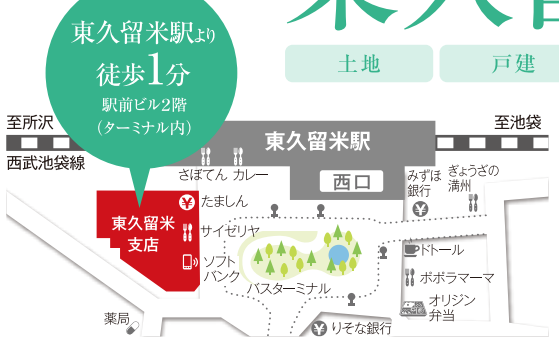 東久留米駅より
徒歩1分
駅前ビル2階
（ターミナル内）
土地
戸建
至所沢
西武池袋線
東久留米駅
至池袋
西口
さぼてん カレー
みずほ
銀行
ぎょうざの
満州
たましん
東久留米
支店
サイゼリヤ
ソフト
バンク
バスターミナル
ドトール
ポポラマーマ
オリジン
弁当
薬局
りそな銀行